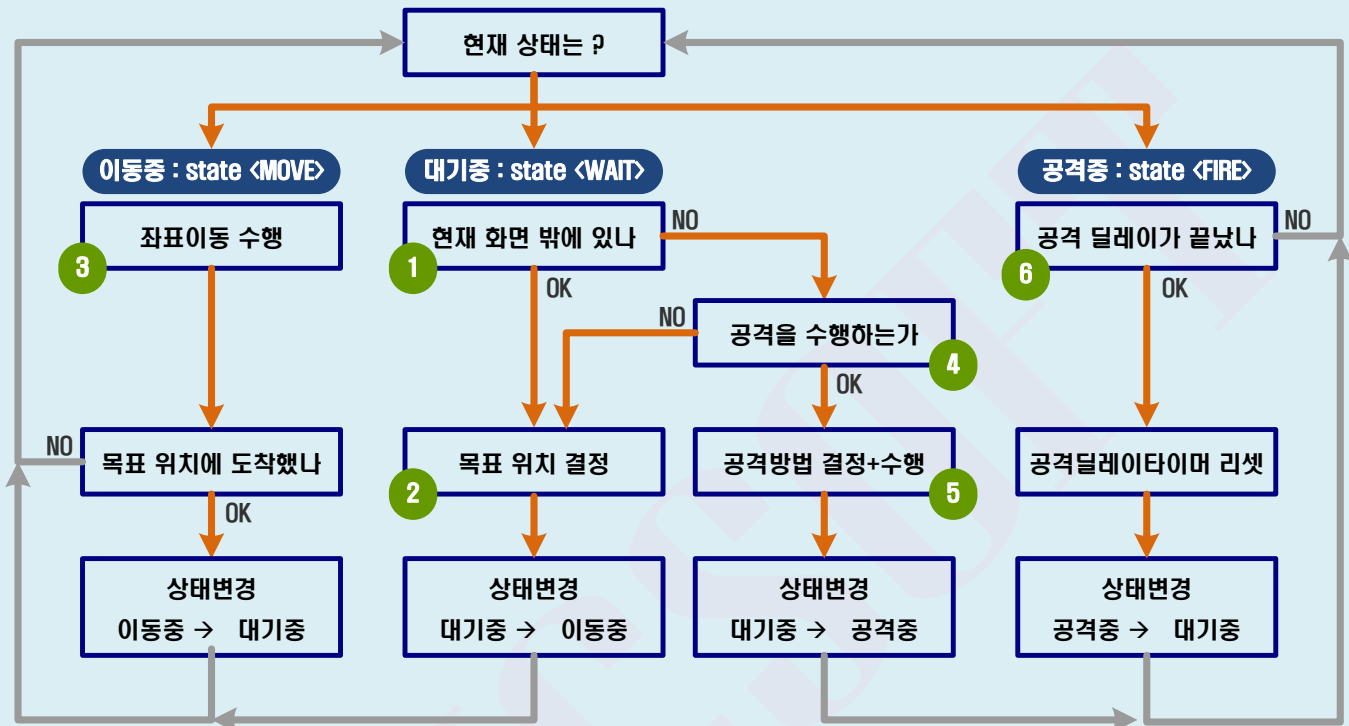 현재 상태는 ?
이동중 : state <MOVE>
대기중 : state <WAIT>
공격중 : state <FIRE>
좌표이동 수행
3
현재 화면 밖에 있나
1
NO
OK
공격 딜레이가 끝났나
6
NO
OK
NO
공격을 수행하는가
4
OK
NO
목표 위치에 도착했나
OK
목표 위치 결정
2
공격방법 결정+수행
5
공격딜레이타이머 리셋
상태변경
이동중 → 대기중
상태변경
대기중 → 이동중
상태변경
대기중 → 공격중
상태변경
공격중 → 대기중